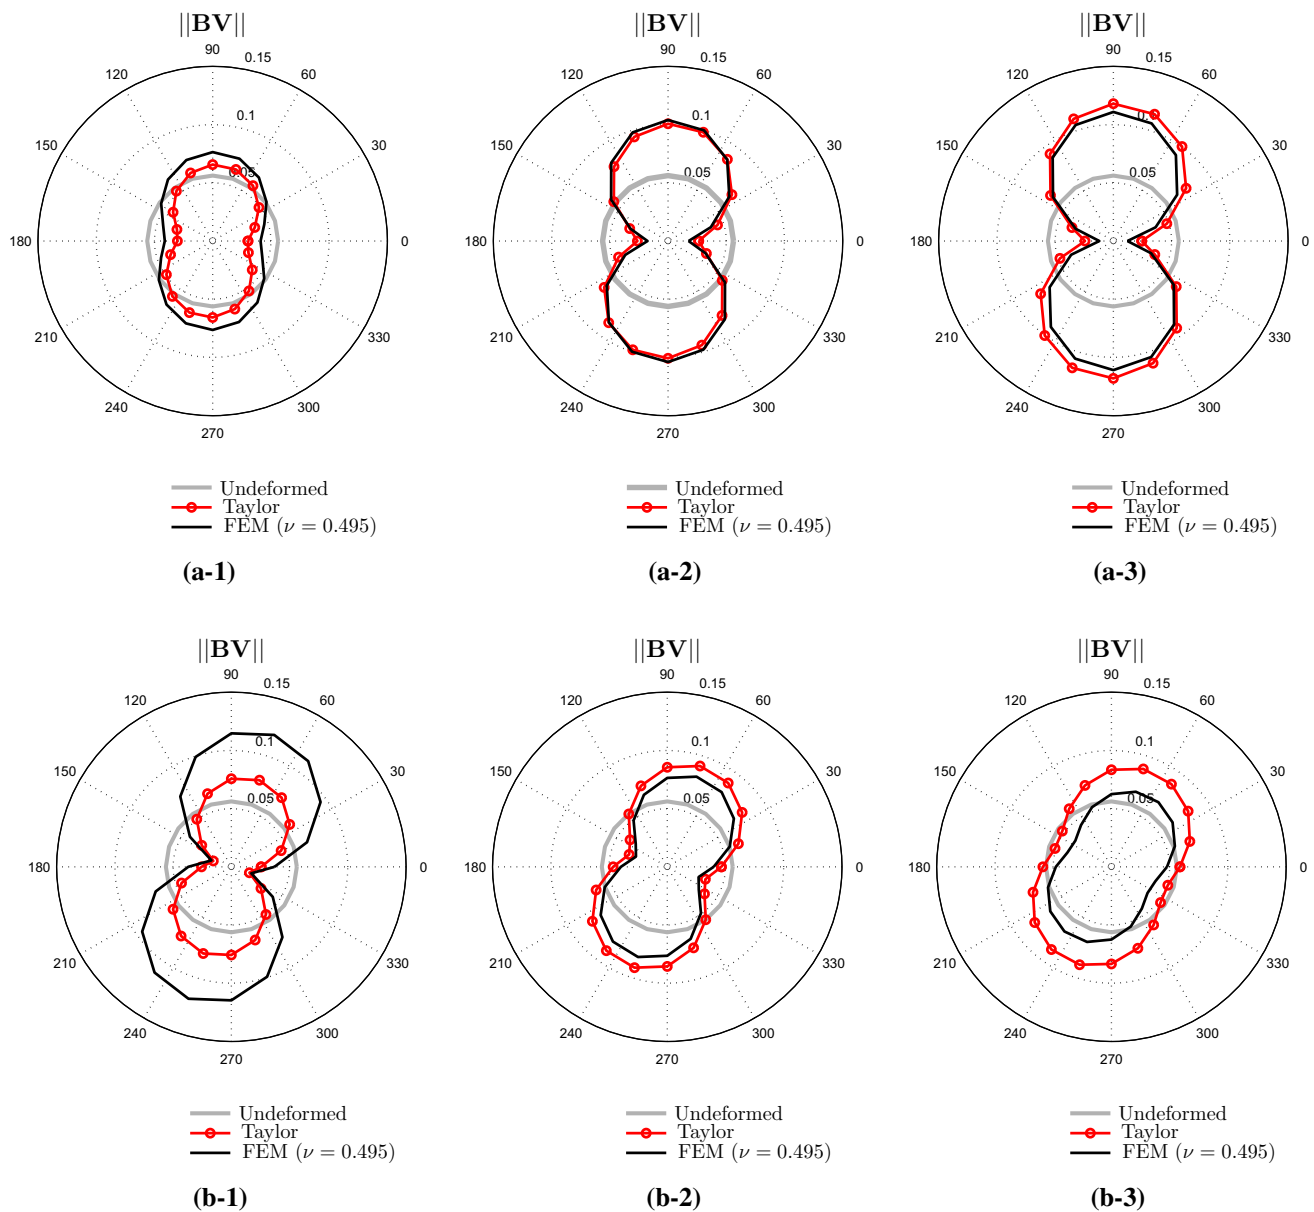 ||BV||
90
0.15
120
60
0.1
150
30
0.05
180
0
210
330
240
300
270
Undeformed
Taylor
FEM (ν = 0.495)
(a-1)
||BV||
90
0.15
120
60
0.1
150
30
0.05
180
0
210
330
240
300
270
Undeformed
Taylor
FEM (ν = 0.495)
(a-2)
||BV||
90
0.15
120
60
150
30
0.05
180
0
210
330
240
300
270
Undeformed
Taylor
FEM (ν = 0.495)
(a-3)
||BV||
90
0.15
120
60
0.1
150
30
0.05
180
0
210
330
240
300
270
Undeformed
Taylor
FEM (ν = 0.495)
(b-1)
||BV||
90
0.15
120
60
0.1
150
30
0.05
180
0
210
330
240
300
270
Undeformed
Taylor
FEM (ν = 0.495)
(b-2)
||BV||
90
0.15
120
60
0.1
150
30
0.05
180
0
210
330
240
300
270
Undeformed
Taylor
FEM (ν = 0.495)
(b-3)